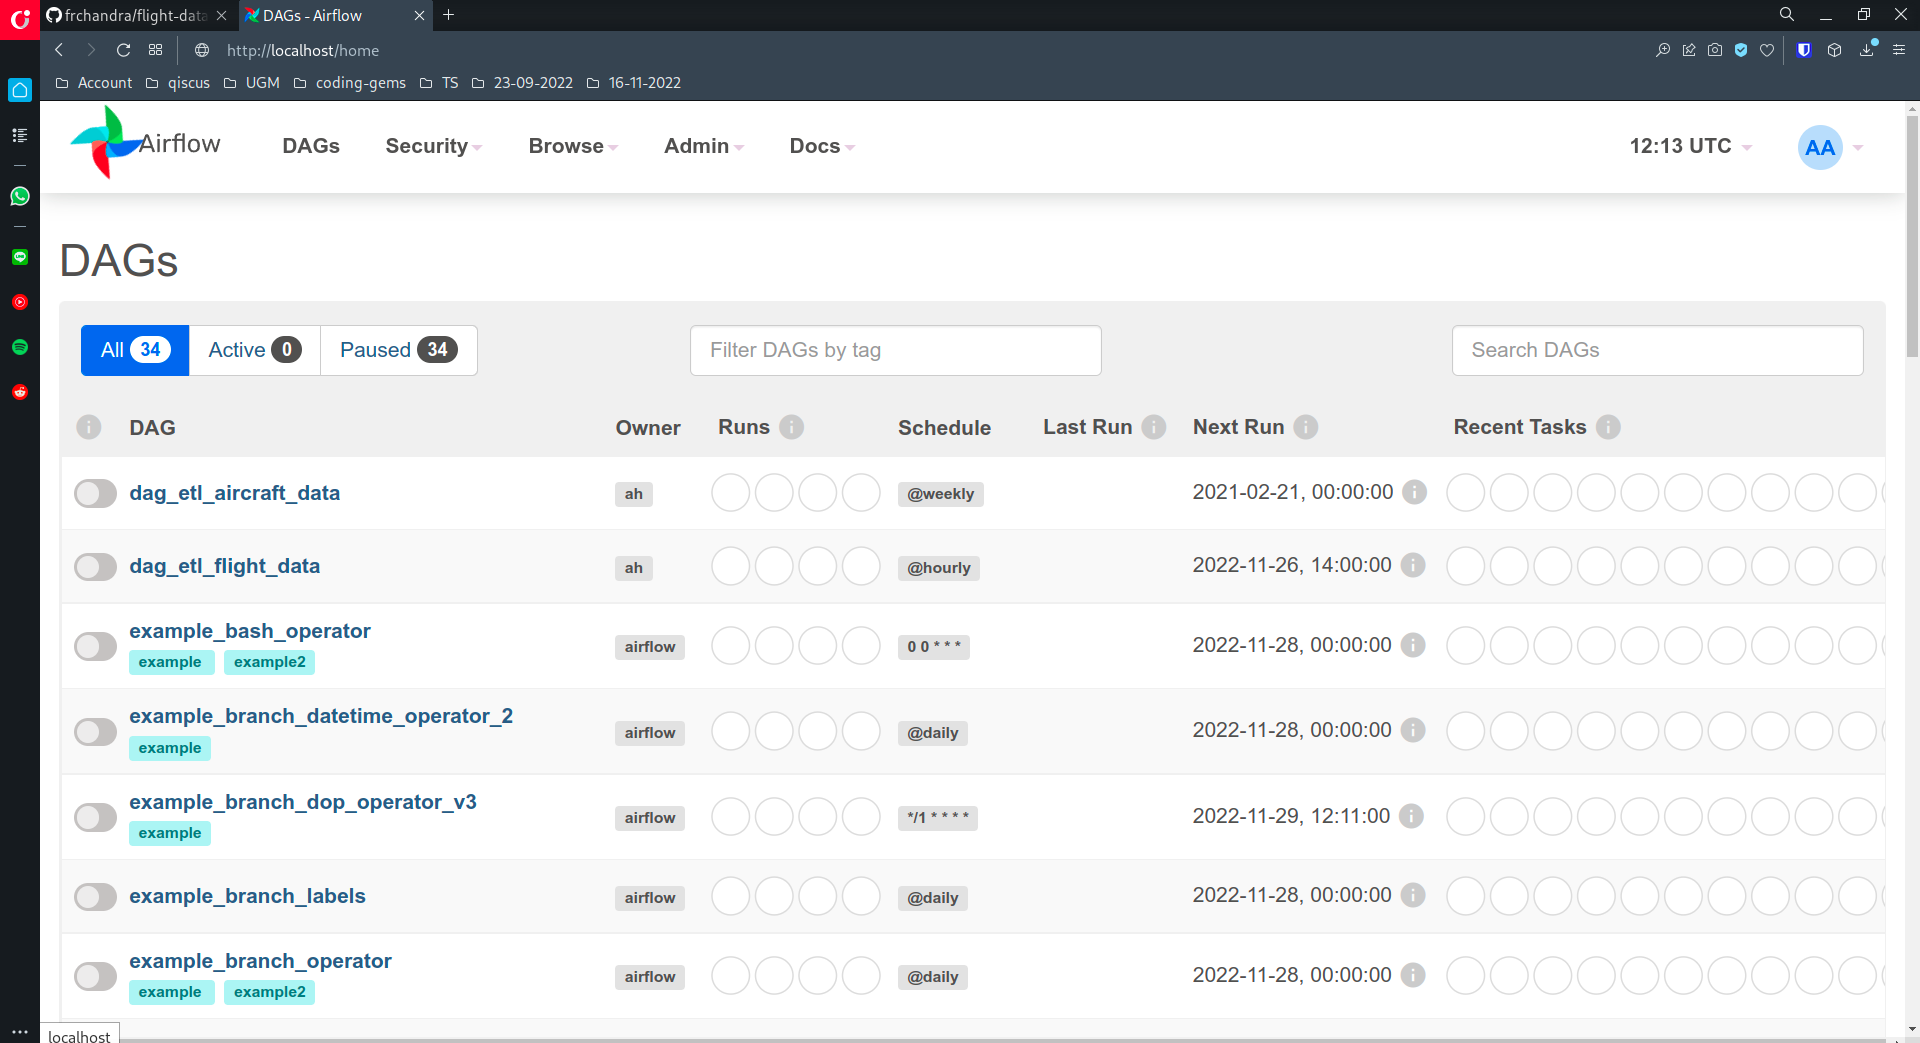 frchandra/flight-data
DAGs - Airflow
http://localhost/home
Account qiscus UGM coding-gems TS 23-09-2022 16-11-2022
Airflow DAGs Security Browse Admin Docs 12:13 UTC AA
DAGs
All 34 Active 0 Paused 34 Filter DAGs by tag Search DAGs
i DAG Owner Runs i Schedule Last Run i Next Run i Recent Tasks i
dag_etl_aircraft_data ah @weekly 2021-02-21, 00:00:00 i
dag_etl_flight_data ah @hourly 2022-11-26, 14:00:00 i
example_bash_operator airflow 0 0 * * * 2022-11-28, 00:00:00 i
example example2
example_branch_datetime_operator_2 airflow @daily 2022-11-28, 00:00:00 i
example
example_branch_dop_operator_v3 airflow */1 * * * * 2022-11-29, 12:11:00 i
example
example_branch_labels airflow @daily 2022-11-28, 00:00:00 i
example_branch_operator airflow @daily 2022-11-28, 00:00:00 i
example example2
localhost